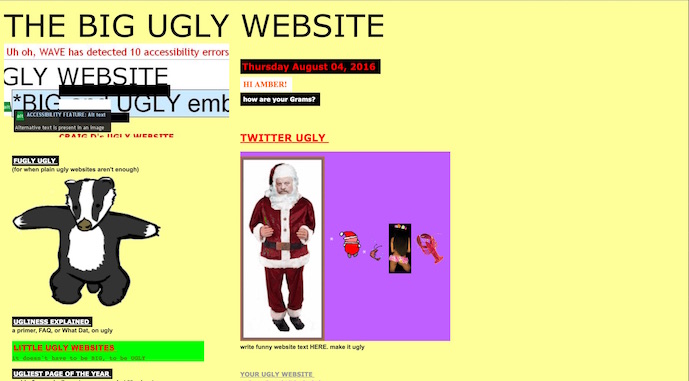 THE BIG UGLY WEBSITE
Uh oh, WAVE has detected 10 accessibility errors
GLY WEBSITE
*BIG and UGLY emb
ACCESSIBILITY FEATURE: Alt text
Alternative text is present in an image
CRAIG D's UGLY WEBSITE
FUGLY UGLY
(for when plain ugly websites aren't enough)
UGLINESS EXPLAINED
a primer, FAQ, or What Dat, on ugly
LITTLE UGLY WEBSITES
it doesn't have to be BIG, to be UGLY
UGLIEST PAGE OF THE YEAR
Thursday August 04, 2016
HI AMBER!
how are your Grams?
TWITTER UGLY
write funny website text HERE. make it ugly
YOUR UGLY WEBSITE